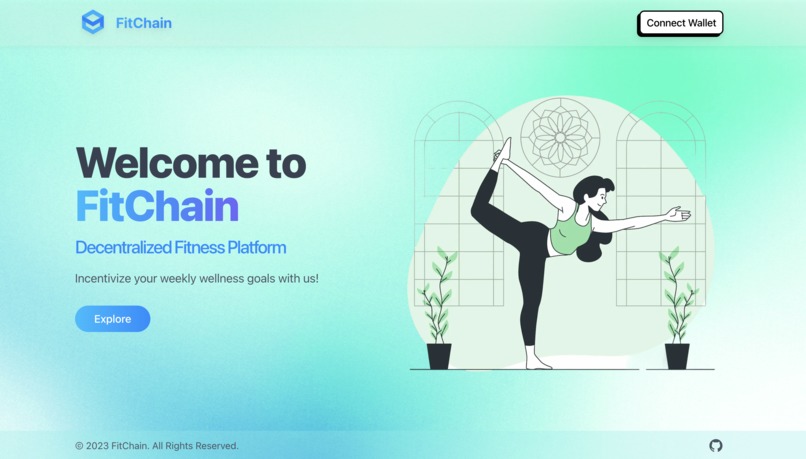 FitChain
Connect Wallet
Welcome to
FitChain
Decentralized Fitness Platform
Incentivize your weekly wellness goals with us!
Explore
© 2023 FitChain. All Rights Reserved.